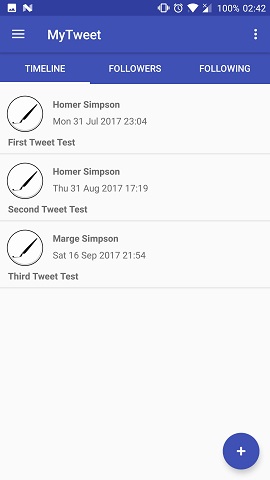 100% 02:42
MyTweet
TIMELINE FOLLOWERS FOLLOWING
Homer Simpson
Mon 31 Jul 2017 23:04
First Tweet Test
Homer Simpson
Thu 31 Aug 2017 17:19
Second Tweet Test
Marge Simpson
Sat 16 Sep 2017 21:54
Third Tweet Test
+